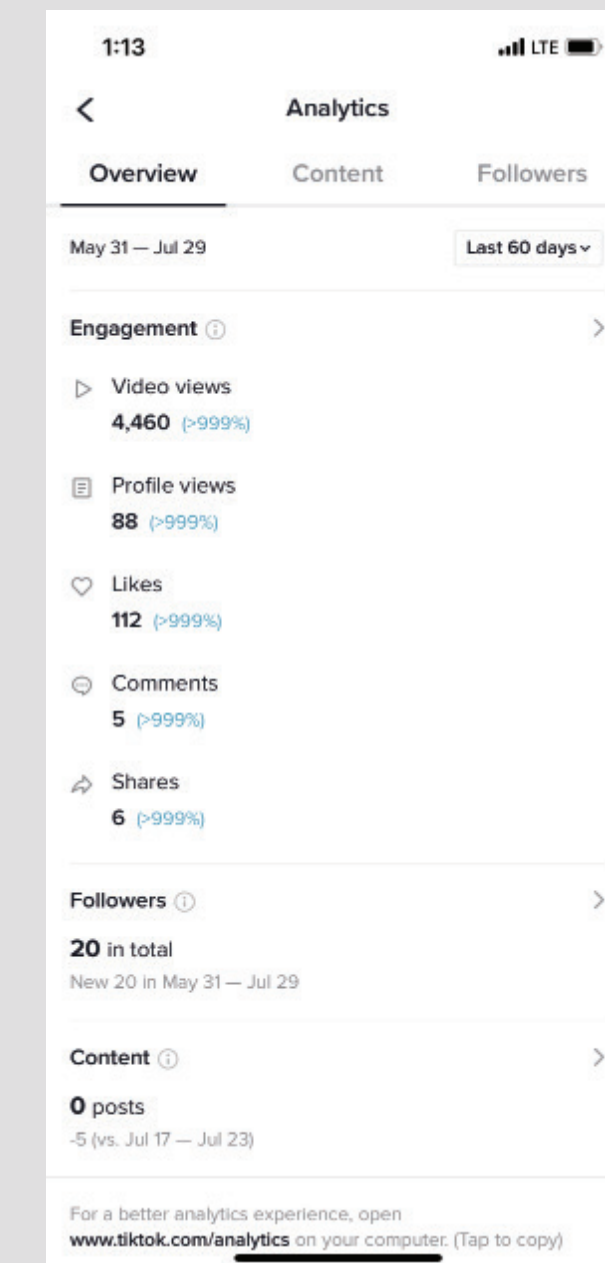 1:13 LTE
Analytics
Overview Content Followers
May 31 — Jul 29 Last 60 days
Engagement
Video views
4,460 (>999%)
Profile views
88 (>999%)
Likes
112 (>999%)
Comments
5 (>999%)
Shares
6 (>999%)
Followers
20 in total
New 20 in May 31 — Jul 29
Content
0 posts
-5 (vs. Jul 17 — Jul 23)
For a better analytics experience, open
www.tiktok.com/analytics on your computer. (Tap to copy)